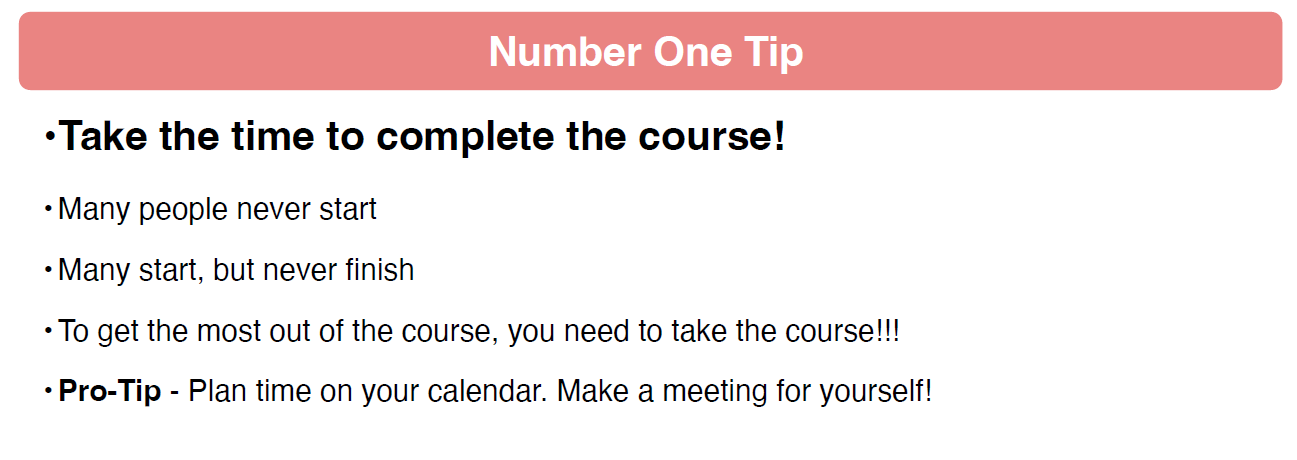 Number One Tip
•Take the time to complete the course!
• Many people never start
• Many start, but never finish
• To get the most out of the course, you need to take the course!!!
• Pro-Tip - Plan time on your calendar. Make a meeting for yourself!